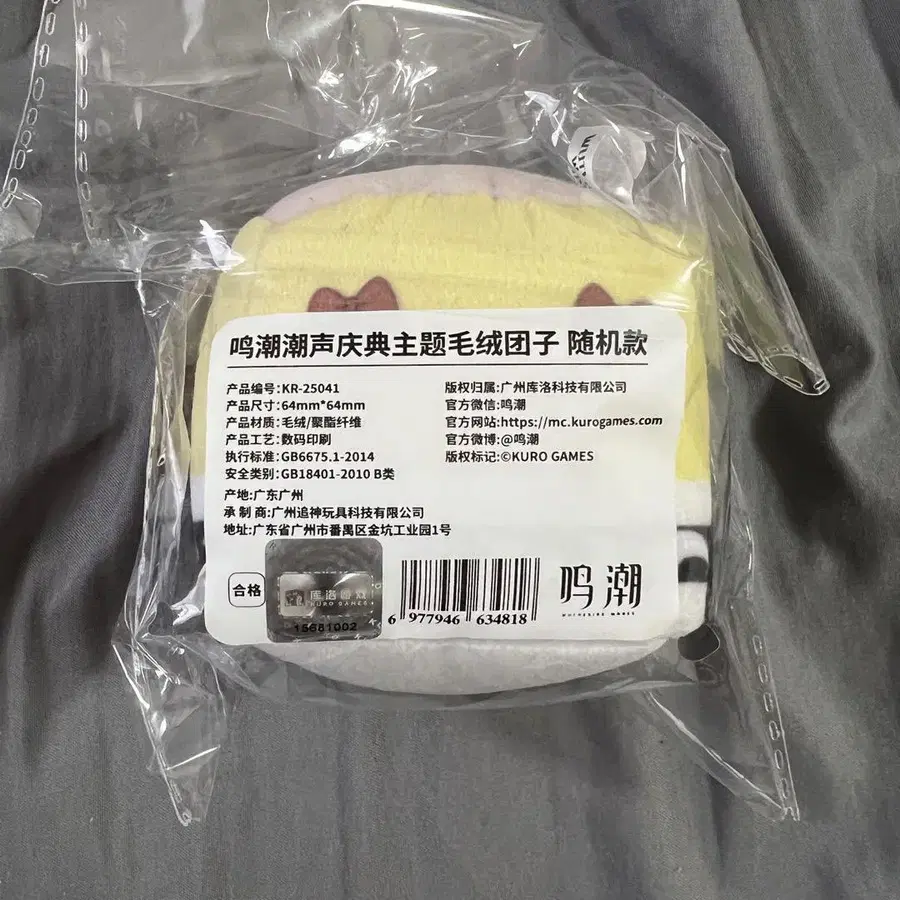 鸣潮潮声庆典主题毛绒团子 随机款
产品编号:KR-25041
产品尺寸:64mm*64mm
产品材质:毛绒/聚酯纤维
产品工艺:数码印刷
执行标准:GB6675.1-2014
安全类别:GB18401-2010 B类
产地:广东广州
承 制 商:广州追神玩具科技有限公司
地址:广东省广州市番禺区金坑工业园1号
版权归属:广州库洛科技有限公司
官方微信:鸣潮
官方网站:https://mc.kurogames.com
官方微博:@鸣潮
版权标记:©KURO GAMES
合格
库洛游戏
KURO GAMES
15681002
6 977946 634818
鸣潮
WUTHERING WAVES